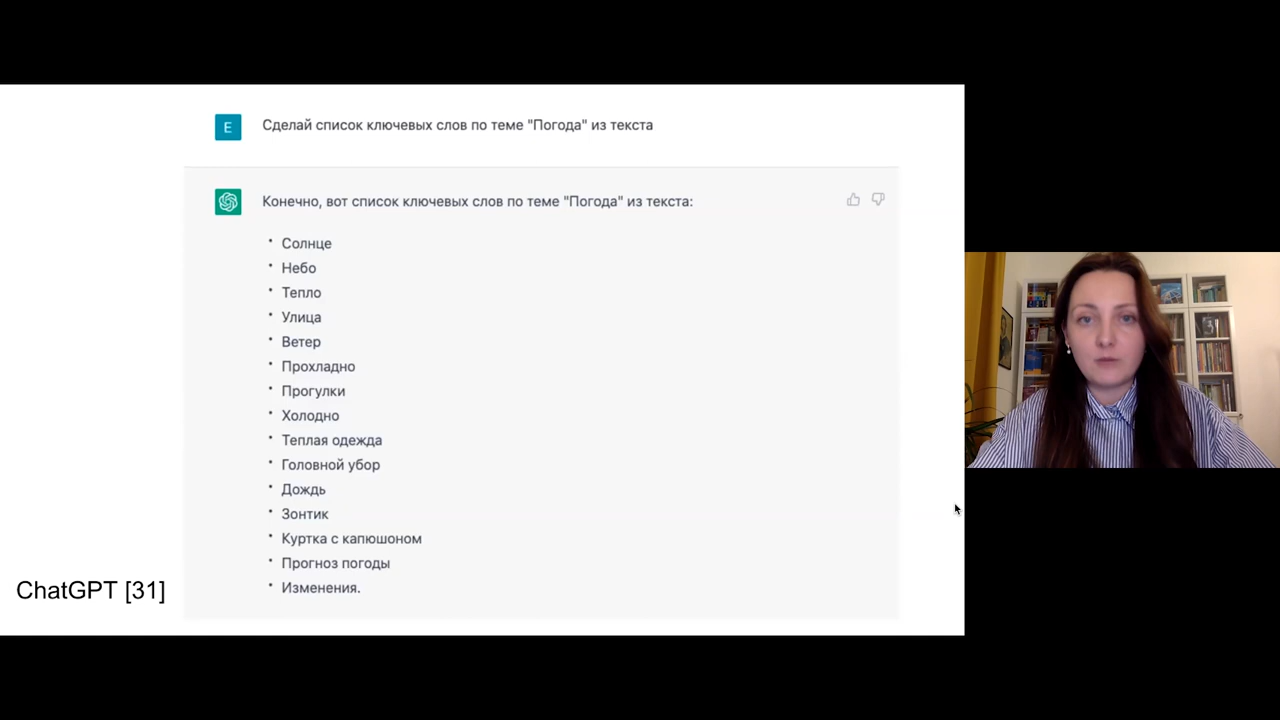 E
Сделай список ключевых слов по теме "Погода" из текста
Конечно, вот список ключевых слов по теме "Погода" из текста:
• Солнце
• Небо
• Тепло
• Улица
• Ветер
• Прохладно
• Прогулки
• Холодно
• Теплая одежда
• Головной убор
• Дождь
• Зонтик
• Куртка с капюшоном
• Прогноз погоды
• Изменения.
ChatGPT [31]